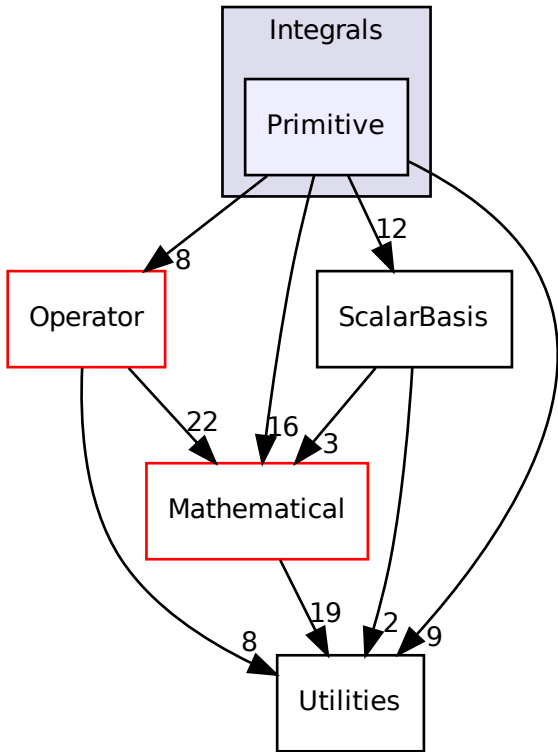 Integrals
Primitive
12
8
Operator
ScalarBasis
22
16
3
Mathematical
19
2
8
9
Utilities